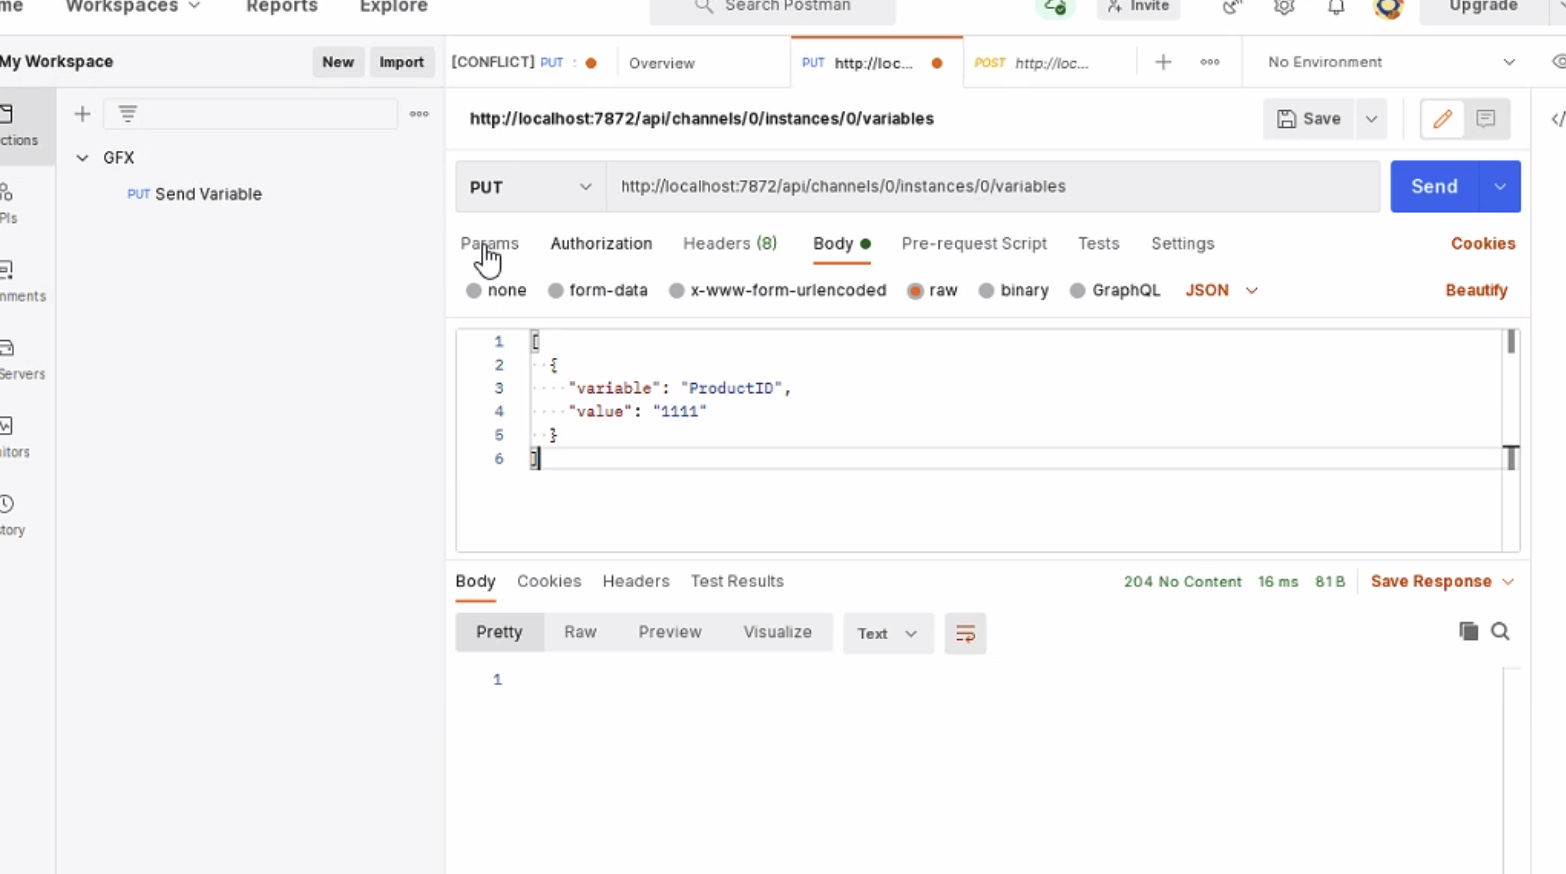 me Workspaces Reports Explore Search Postman Invite Upgrade
My Workspace New Import [CONFLICT] PUT : Overview PUT http://loc... POST http://loc... No Environment
ctions
GFX
PUT Send Variable
PIs
nments
Servers
itors
story
http://localhost:7872/api/channels/0/instances/0/variables Save
PUT http://localhost:7872/api/channels/0/instances/0/variables Send
Params Authorization Headers (8) Body Pre-request Script Tests Settings Cookies
none form-data x-www-form-urlencoded raw binary GraphQL JSON Beautify
1 [
2 {
3 "variable": "ProductID",
4 "value": "1111"
5 }
6 ]
Body Cookies Headers Test Results 204 No Content 16 ms 81 B Save Response
Pretty Raw Preview Visualize Text
1